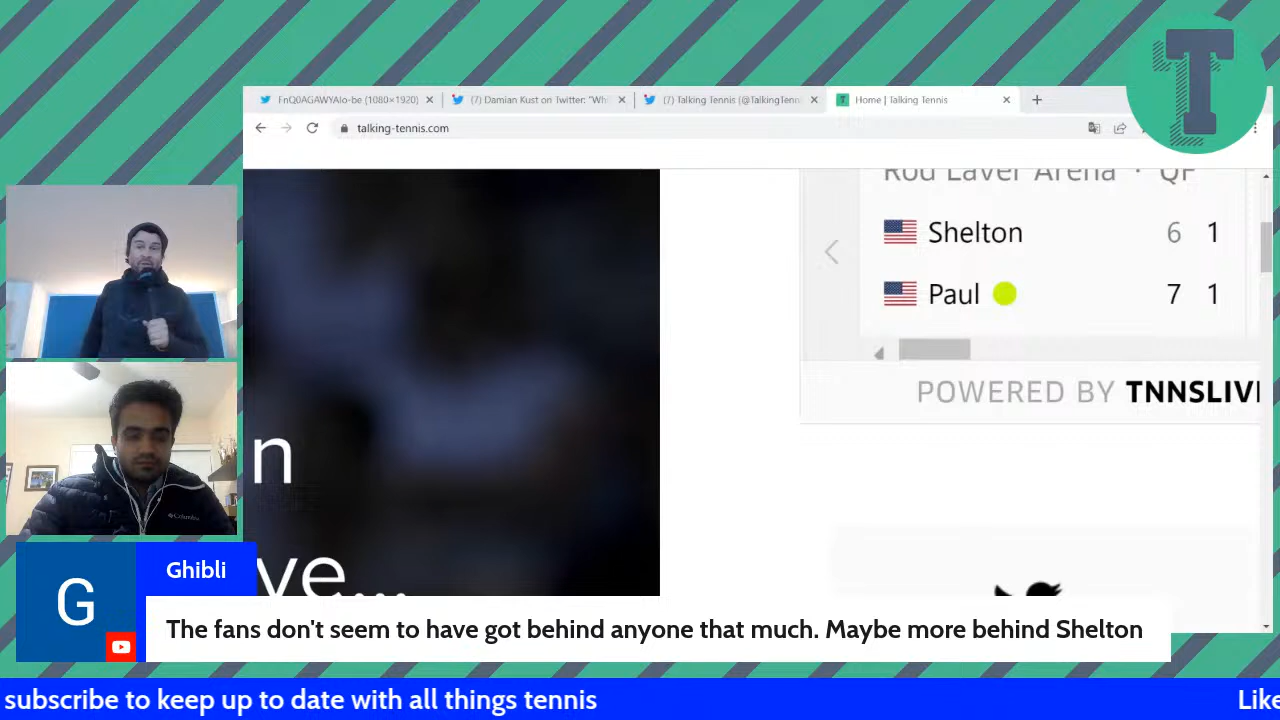 T
FnQ0AGAWYAIo-be (1080×1920)
(7) Damian Kust on Twitter: "Wh
(7) Talking Tennis (@TalkingTenn
Home | Talking Tennis
talking-tennis.com
Rod Laver Arena · QF
Shelton 6 1
Paul 7 1
POWERED BY TNNSLIV
n
ve...
G
Ghibli
The fans don't seem to have got behind anyone that much. Maybe more behind Shelton
subscribe to keep up to date with all things tennis
Like